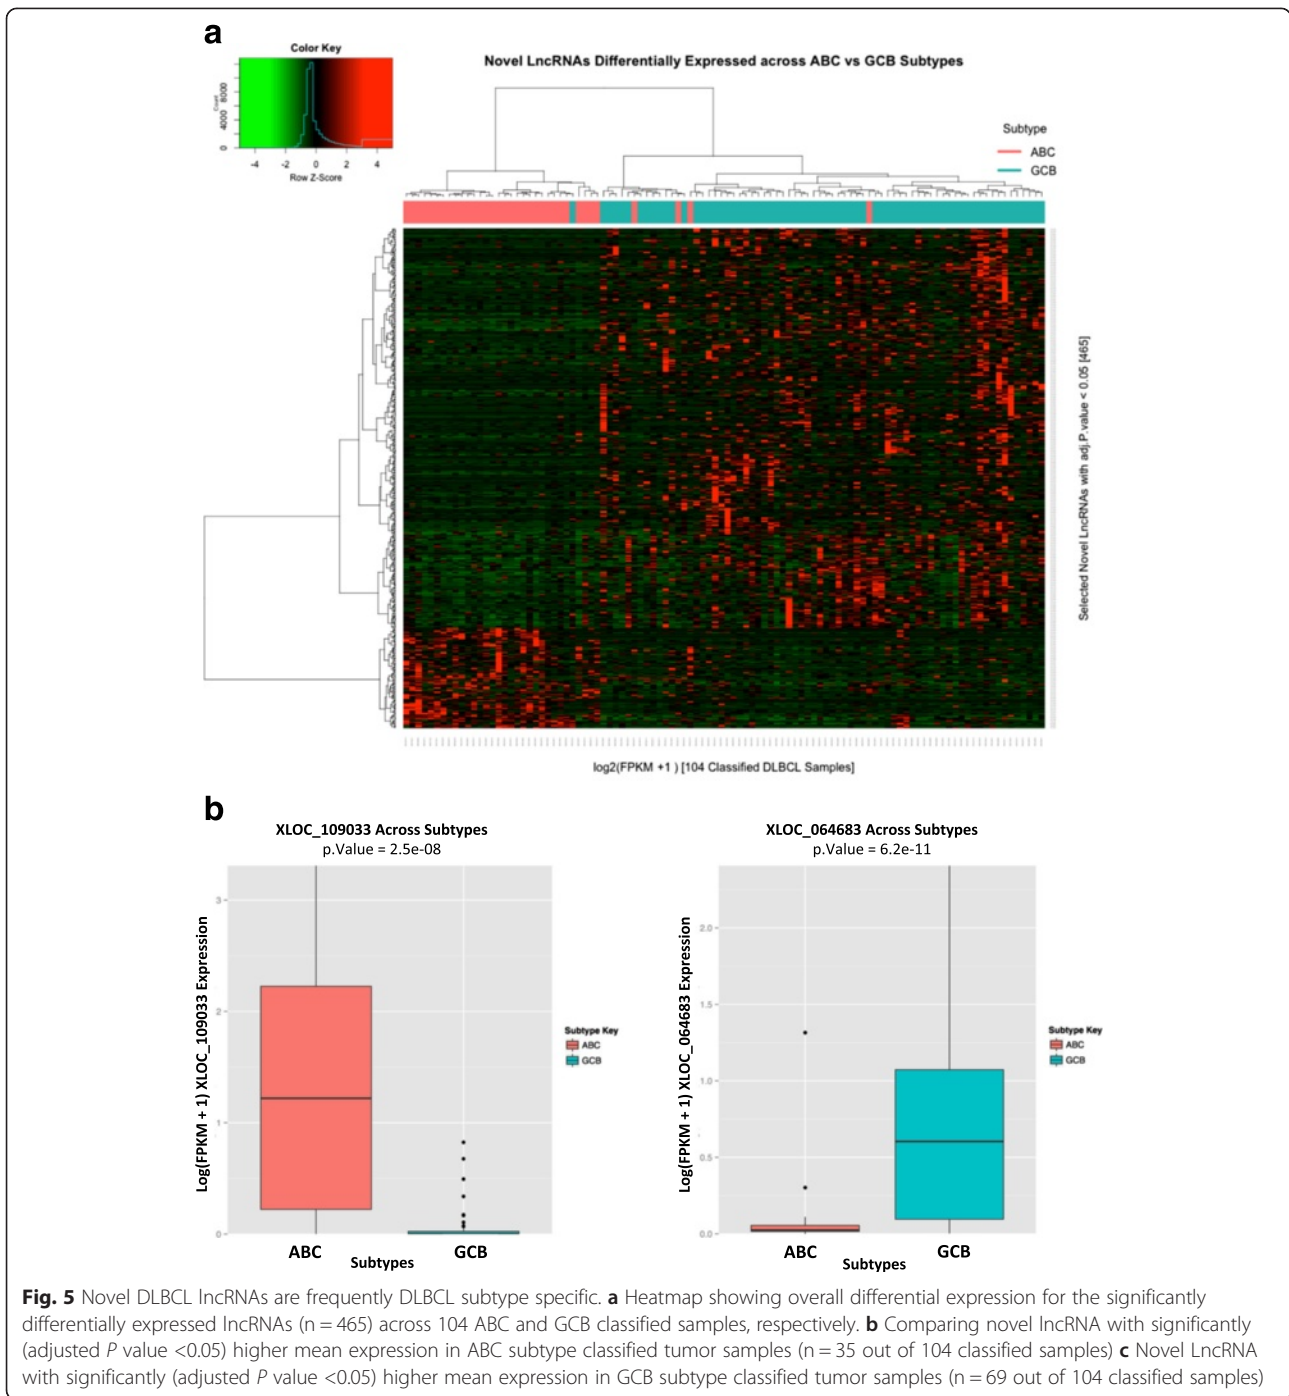 a
Color Key
Novel LncRNAs Differentially Expressed across ABC vs GCB Subtypes
Count
0 4000 8000
-4 -2 0 2 4
Row Z-Score
Subtype
ABC
GCB
Selected Novel LncRNAs with adj.P.value < 0.05 [465]
log2(FPKM +1 ) [104 Classified DLBCL Samples]
b
XLOC_109033 Across Subtypes
p.Value = 2.5e-08
Log(FPKM + 1) XLOC_109033 Expression
3
2
1
0
ABC GCB
Subtypes
Subtype Key
ABC
GCB
XLOC_064683 Across Subtypes
p.Value = 6.2e-11
Log(FPKM + 1) XLOC_064683 Expression
2.0
1.5
1.0
0.5
0.0
ABC GCB
Subtypes
Subtype Key
ABC
GCB
Fig. 5 Novel DLBCL lncRNAs are frequently DLBCL subtype specific. a Heatmap showing overall differential expression for the significantly
differentially expressed lncRNAs (n = 465) across 104 ABC and GCB classified samples, respectively. b Comparing novel lncRNA with significantly
(adjusted P value <0.05) higher mean expression in ABC subtype classified tumor samples (n = 35 out of 104 classified samples) c Novel LncRNA
with significantly (adjusted P value <0.05) higher mean expression in GCB subtype classified tumor samples (n = 69 out of 104 classified samples)